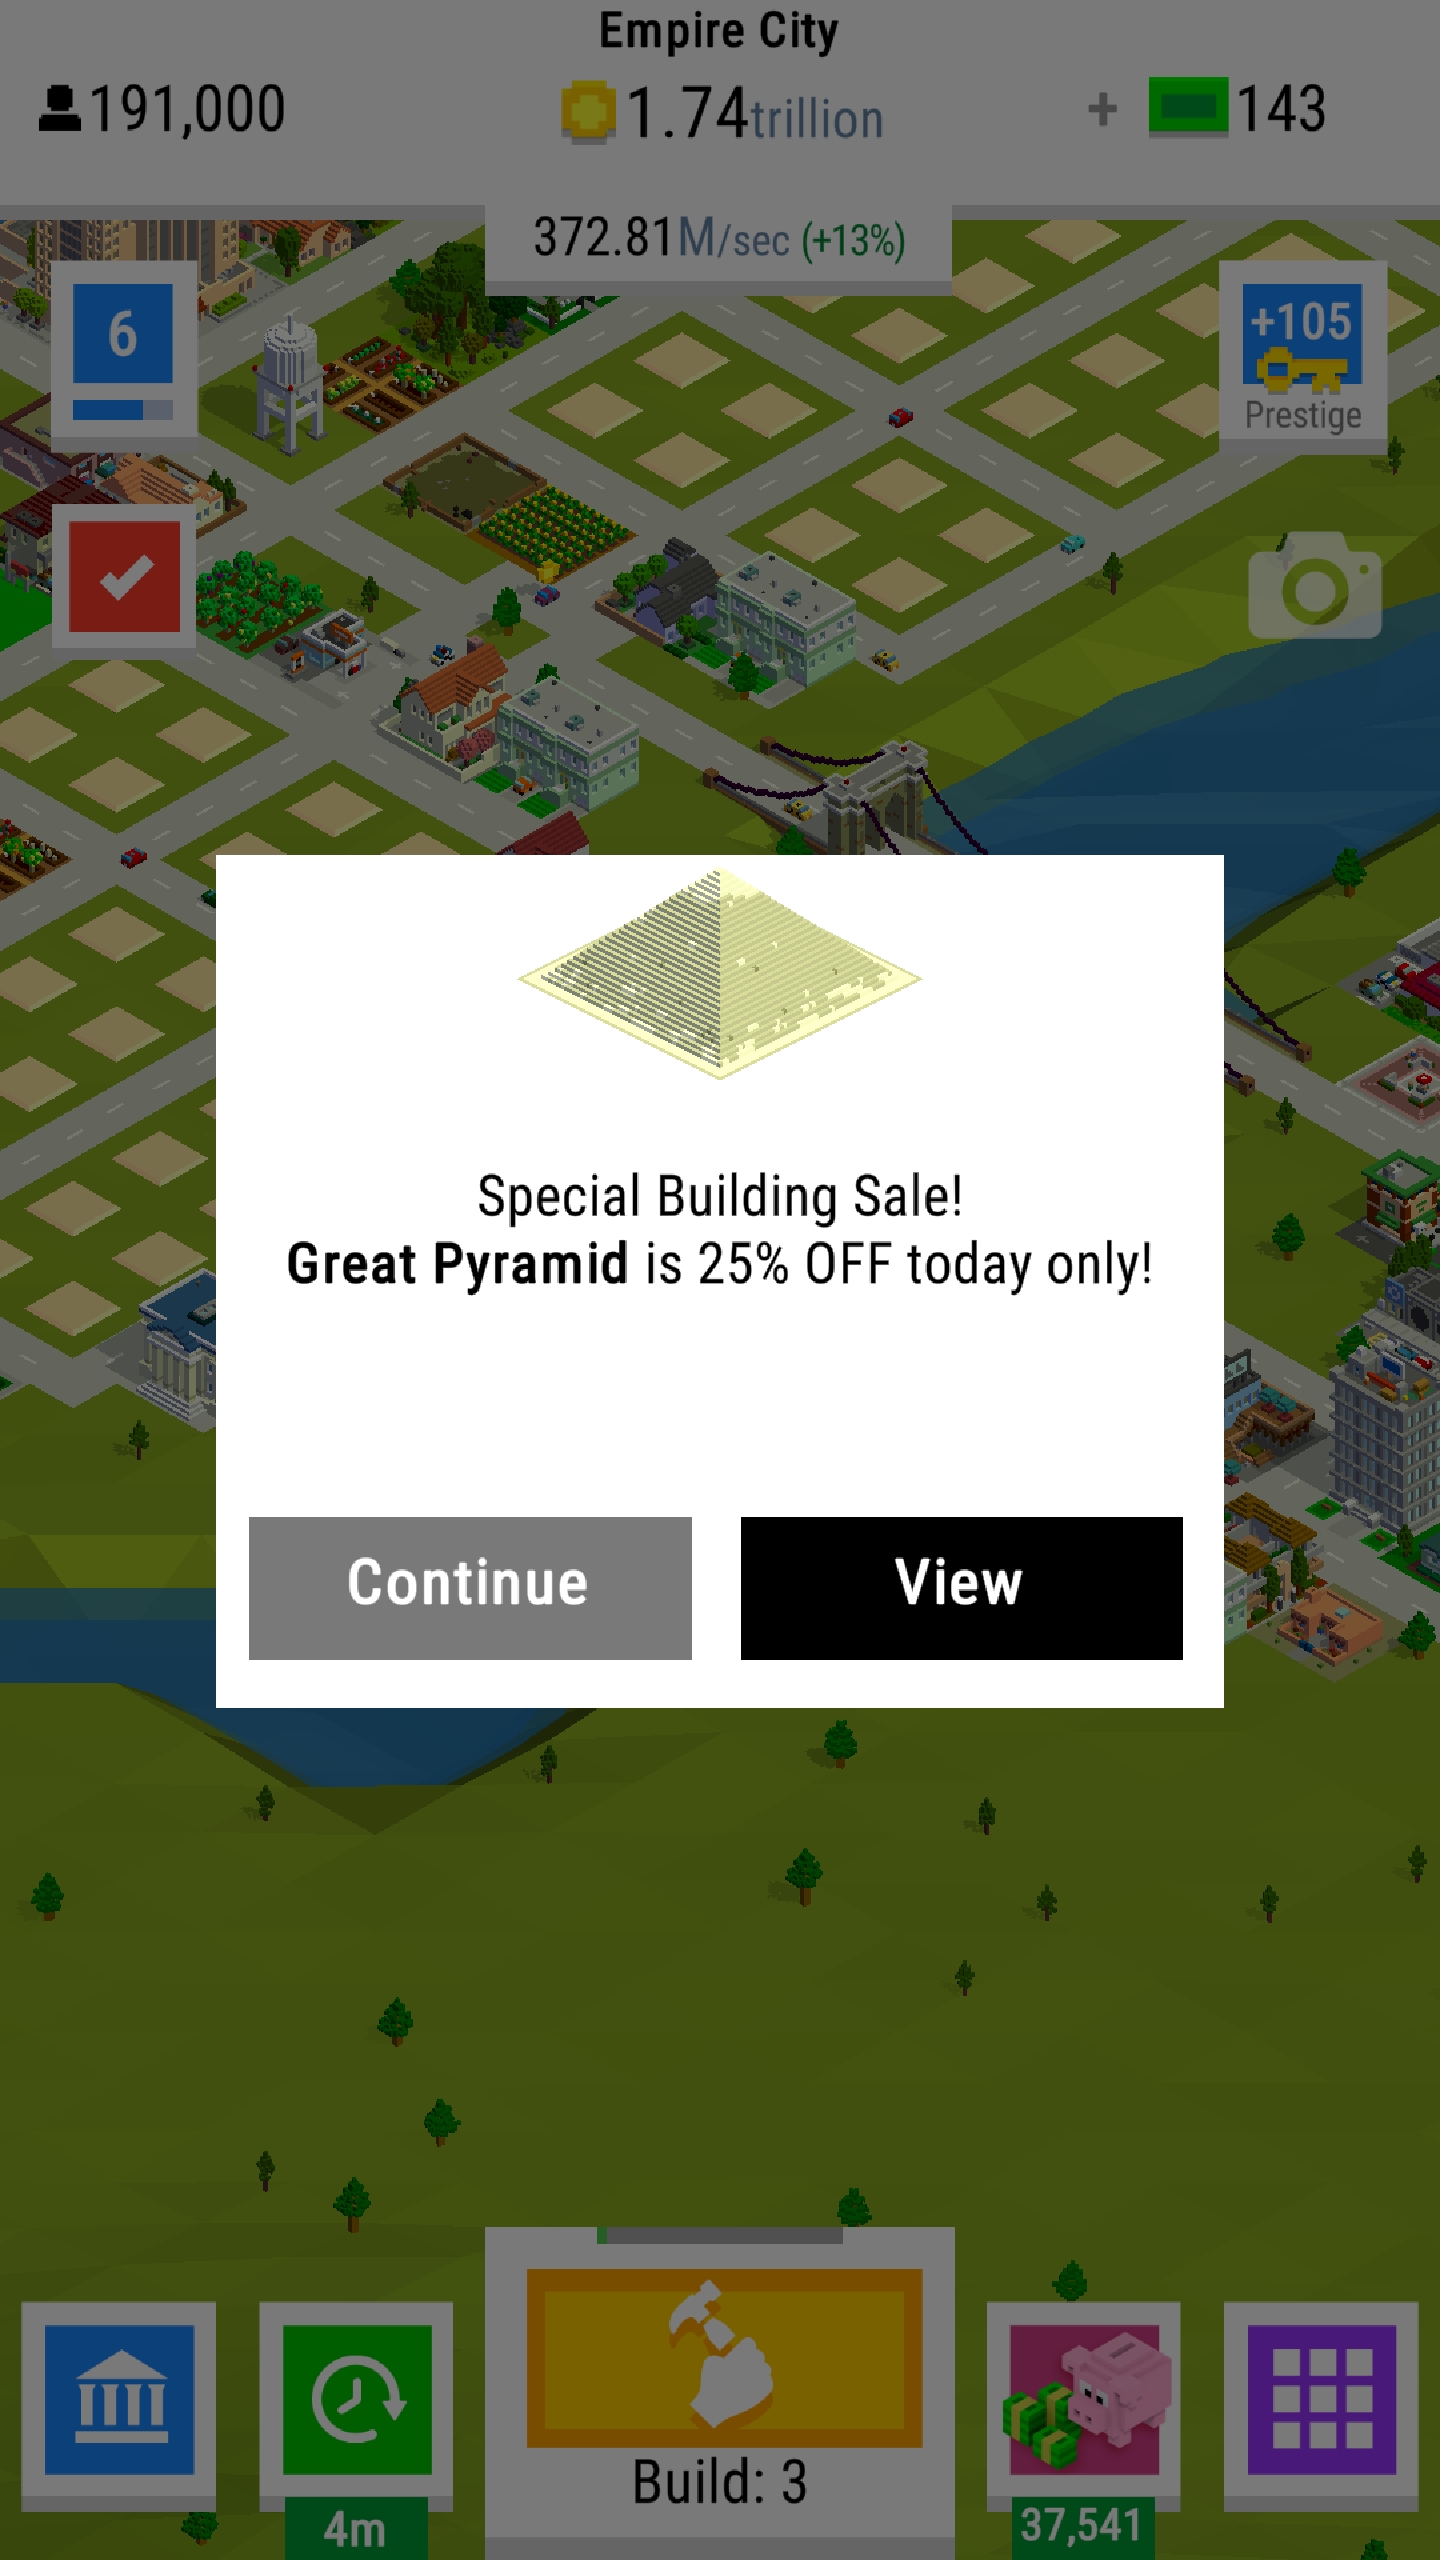 Empire City
191,000
1.74trillion
+ 143
372.81M/sec (+13%)
6
+105
Prestige
Special Building Sale!
Great Pyramid is 25% OFF today only!
Continue
View
Build: 3
4m
37,541